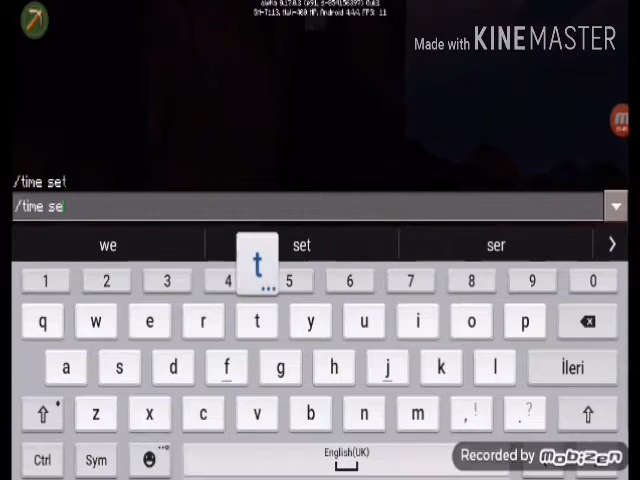 Made with KINEMASTER
/time set
/time se
we set ser
t
1 2 3 4 5 6 7 8 9 0
q w e r t y u i o p
a s d f g h j k l İleri
z x c v b n m , ! . ?
Ctrl Sym English(UK)
Recorded by mobizen